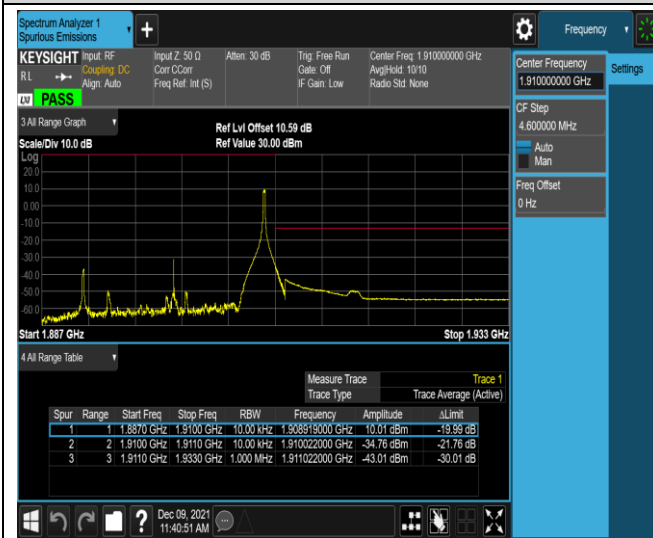 Spectrum Analyzer 1
Spurious Emissions
+
Frequency
KEYSIGHT Input: RF Input Z: 50 Ω Atten: 30 dB Trig: Free Run Center Freq: 1.910000000 GHz
RL Coupling: DC Corr CCorr Gate: Off Avg|Hold: 10/10
Align: Auto Freq Ref: Int (S) IF Gain: Low Radio Std: None
LXI PASS
Center Frequency Settings
1.910000000 GHz
CF Step
4.600000 MHz
Auto
Man
Freq Offset
0 Hz
3 All Range Graph
Ref Lvl Offset 10.59 dB
Scale/Div 10.0 dB Ref Value 30.00 dBm
Log
20.0
10.0
0.00
-10.0
-20.0
-30.0
-40.0
-50.0
-60.0
Start 1.887 GHz Stop 1.933 GHz
4 All Range Table
Measure Trace Trace 1
Trace Type Trace Average (Active)
Spur Range Start Freq Stop Freq RBW Frequency Amplitude ΔLimit
1 1 1.8870 GHz 1.9100 GHz 10.00 kHz 1.908919000 GHz 10.01 dBm -19.99 dB
2 2 1.9100 GHz 1.9110 GHz 10.00 kHz 1.910022000 GHz -34.76 dBm -21.76 dB
3 3 1.9110 GHz 1.9330 GHz 1.000 MHz 1.911022000 GHz -43.01 dBm -30.01 dB
? Dec 09, 2021
11:40:51 AM